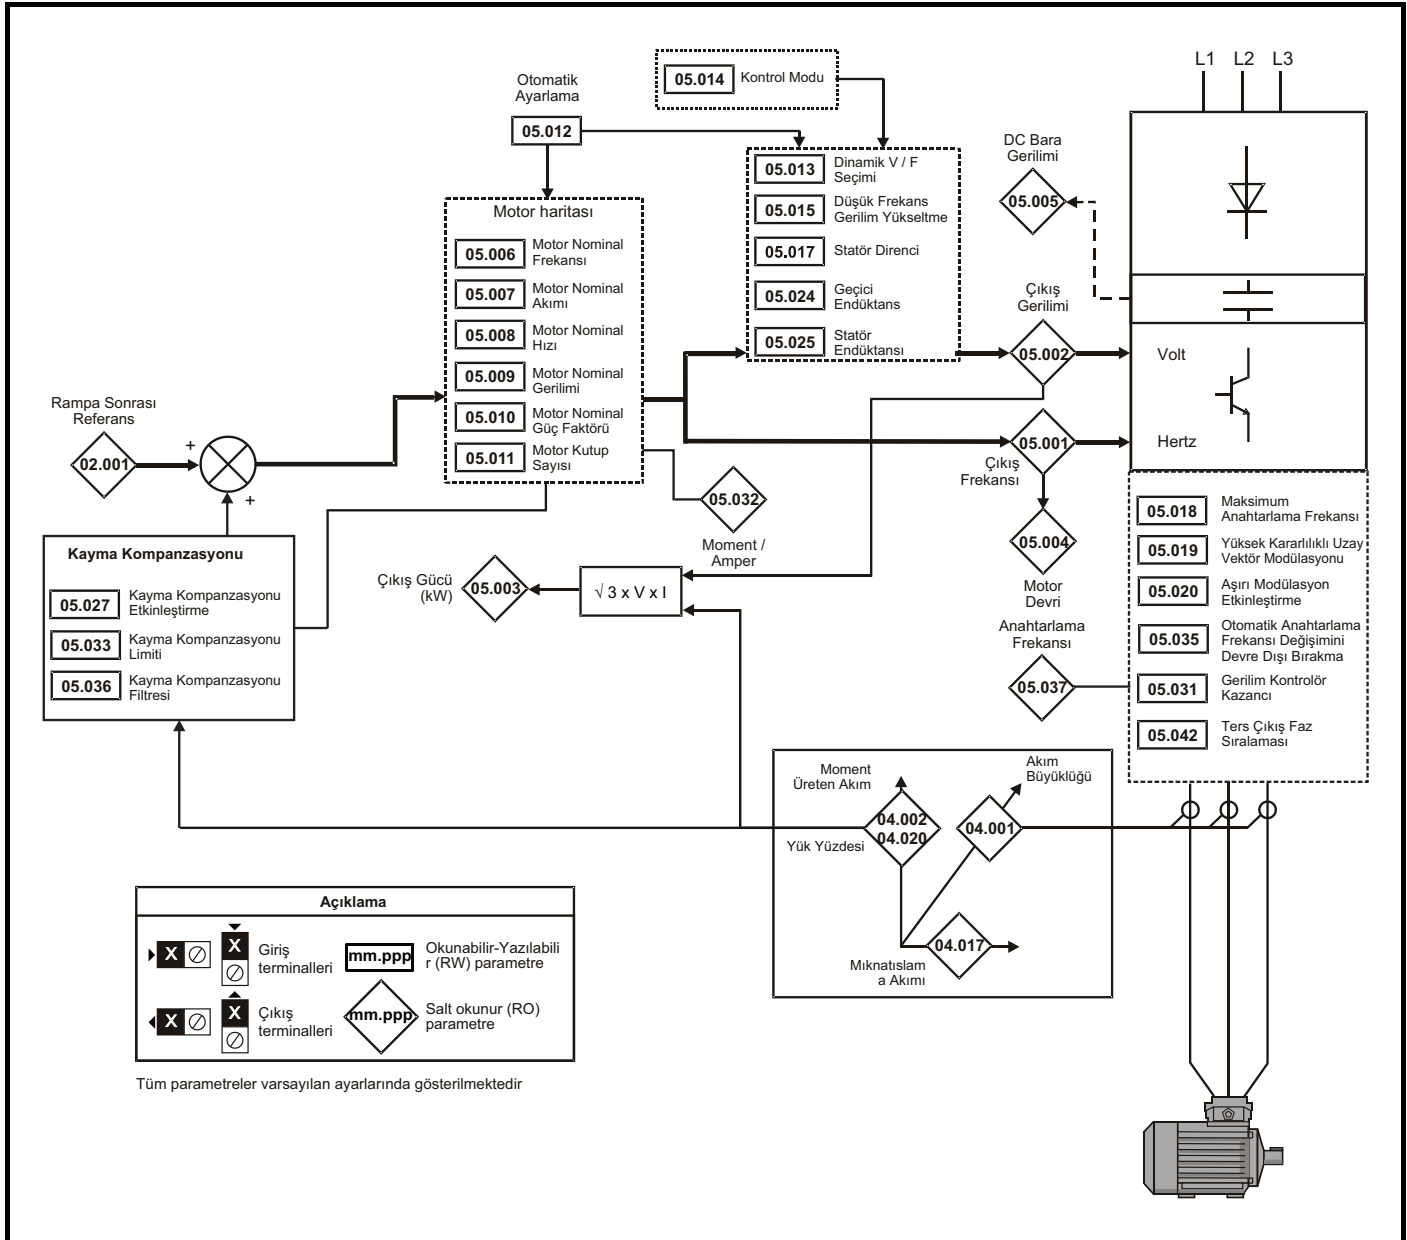 L1 L2 L3
05.014 Kontrol Modu
Otomatik
Ayarlama
05.012
DC Bara
Gerilimi
05.005
05.013 Dinamik V / F
Seçimi
05.015 Düşük Frekans
Gerilim Yükseltme
05.017 Statör Direnci
05.024 Geçici
Endüktans
05.025 Statör
Endüktansı
Motor haritası
05.006 Motor Nominal
Frekansı
05.007 Motor Nominal
Akımı
05.008 Motor Nominal
Hızı
05.009 Motor Nominal
Gerilimi
05.010 Motor Nominal
Güç Faktörü
05.011 Motor Kutup
Sayısı
Çıkış
Gerilimi
05.002
Volt
Hertz
Rampa Sonrası
Referans
02.001
+
+
05.001
Çıkış
Frekansı
05.004
Motor
Devri
05.032
Moment /
Amper
Kayma Kompanzasyonu
05.027 Kayma Kompanzasyonu
Etkinleştirme
05.033 Kayma Kompanzasyonu
Limiti
05.036 Kayma Kompanzasyonu
Filtresi
Çıkış Gücü
(kW)
05.003
√ 3 x V x I
Anahtarlama
Frekansı
05.037
05.018 Maksimum
Anahtarlama Frekansı
05.019 Yüksek Kararlılıklı Uzay
Vektör Modülasyonu
05.020 Aşırı Modülasyon
Etkinleştirme
05.035 Otomatik Anahtarlama
Frekansı Değişimini
Devre Dışı Bırakma
05.031 Gerilim Kontrolör
Kazancı
05.042 Ters Çıkış Faz
Sıralaması
Moment
Üreten Akım
Akım
Büyüklüğü
04.002
04.020
04.001
Yük Yüzdesi
04.017
Mıknatıslam
a Akımı
Açıklama
X X Giriş
terminalleri
mm.ppp Okunabilir-Yazılabili
r (RW) parametre
X X Çıkış
terminalleri
mm.ppp Salt okunur (RO)
parametre
Tüm parametreler varsayılan ayarlarında gösterilmektedir